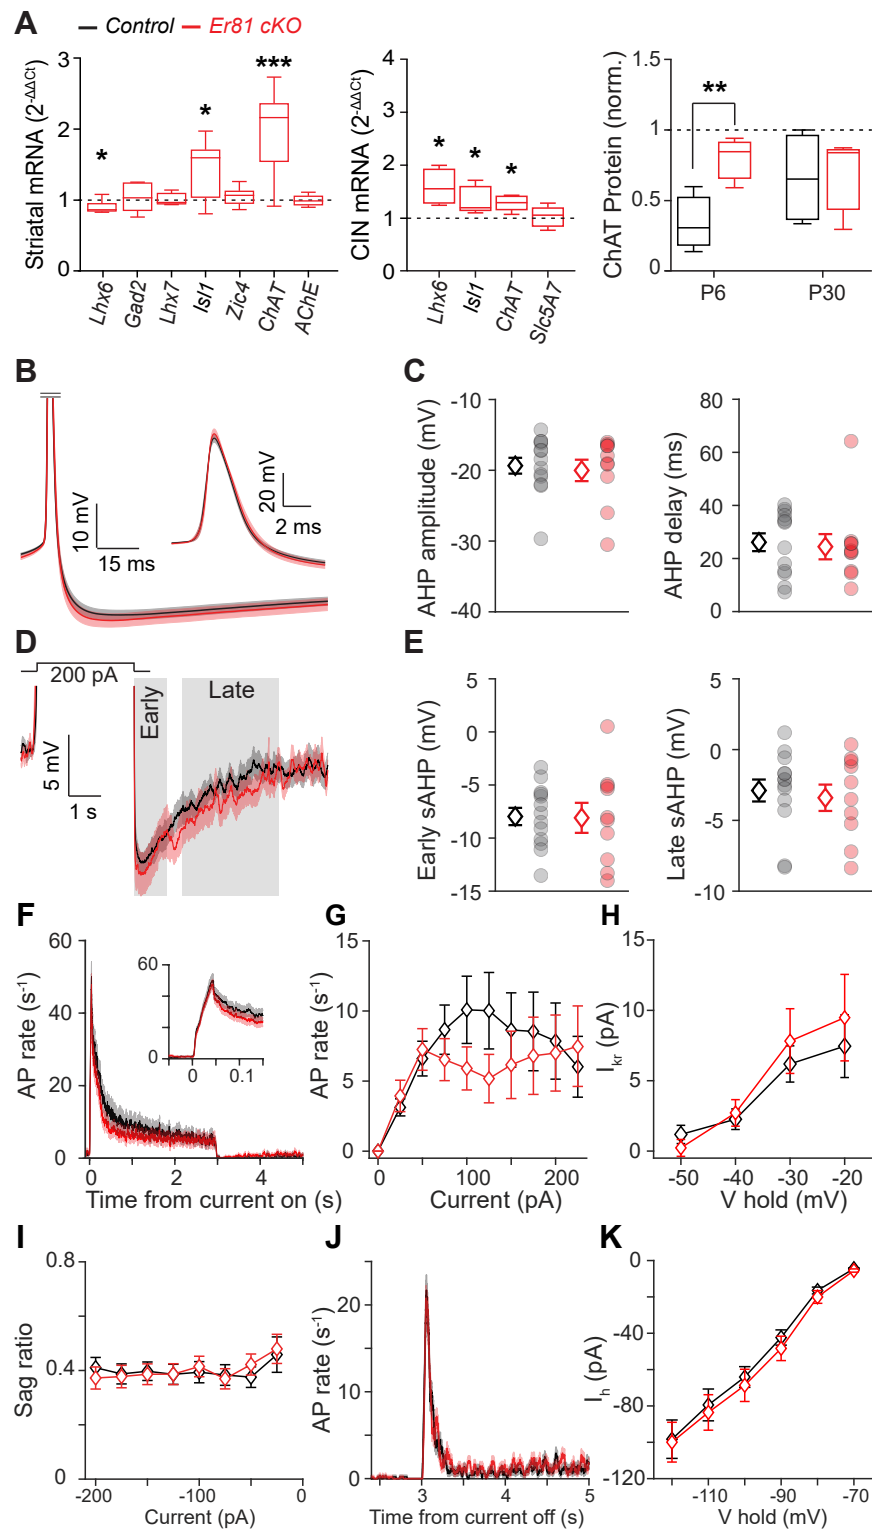 A
Control Er81 cKO
Striatal mRNA (2-ΔΔCt)
3
2
1
0
* * ***
Lhx6 Gad2 Lhx7 Isl1 Zic4 ChAT AChE
CIN mRNA (2-ΔΔCt)
4
3
2
1
0
* * *
Lhx6 Isl1 ChAT Slc5A7
ChAT Protein (norm.)
1.5
1
0.5
0
**
P6 P30
B
10 mV
15 ms
20 mV
2 ms
C
AHP amplitude (mV)
-10
-20
-30
-40
AHP delay (ms)
80
60
40
20
0
D
200 pA
Early
Late
5 mV
1 s
E
Early sAHP (mV)
5
0
-5
-10
-15
Late sAHP (mV)
5
0
-5
-10
F
AP rate (s-1)
60
40
20
0
0 2 4
Time from current on (s)
60
0
0 0.1
G
AP rate (s-1)
15
10
5
0
0 100 200
Current (pA)
H
Ikr (pA)
15
10
5
0
-50 -40 -30 -20
V hold (mV)
I
Sag ratio
0.8
0.4
0
-200 -100 0
Current (pA)
J
AP rate (s-1)
20
10
0
3 4 5
Time from current off (s)
K
Ih (pA)
0
-40
-80
-120
-110 -90 -70
V hold (mV)